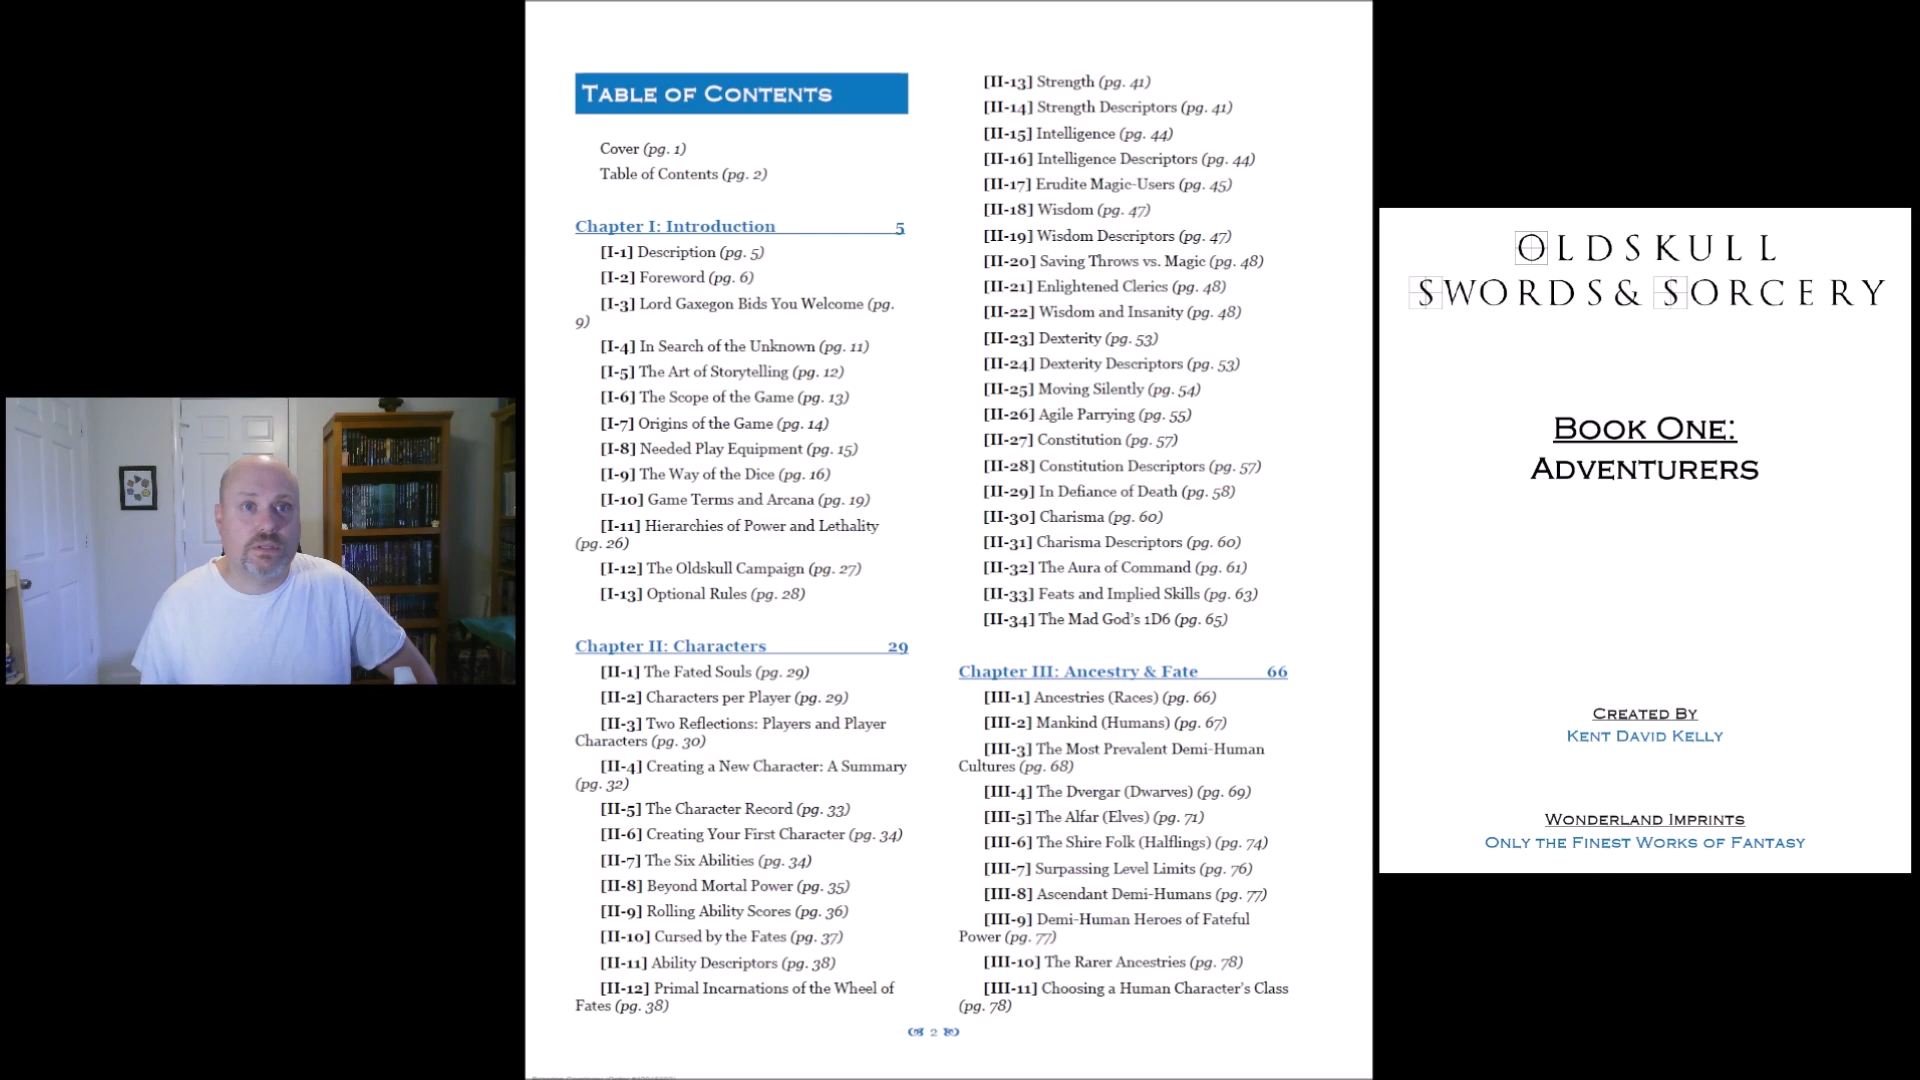 TABLE OF CONTENTS
Cover (pg. 1)
Table of Contents (pg. 2)
Chapter I: Introduction 5
[I-1] Description (pg. 5)
[I-2] Foreword (pg. 6)
[I-3] Lord Gaxegon Bids You Welcome (pg.
9)
[I-4] In Search of the Unknown (pg. 11)
[I-5] The Art of Storytelling (pg. 12)
[I-6] The Scope of the Game (pg. 13)
[I-7] Origins of the Game (pg. 14)
[I-8] Needed Play Equipment (pg. 15)
[I-9] The Way of the Dice (pg. 16)
[I-10] Game Terms and Arcana (pg. 19)
[I-11] Hierarchies of Power and Lethality
(pg. 26)
[I-12] The Oldskull Campaign (pg. 27)
[I-13] Optional Rules (pg. 28)
Chapter II: Characters 29
[II-1] The Fated Souls (pg. 29)
[II-2] Characters per Player (pg. 29)
[II-3] Two Reflections: Players and Player
Characters (pg. 30)
[II-4] Creating a New Character: A Summary
(pg. 32)
[II-5] The Character Record (pg. 33)
[II-6] Creating Your First Character (pg. 34)
[II-7] The Six Abilities (pg. 34)
[II-8] Beyond Mortal Power (pg. 35)
[II-9] Rolling Ability Scores (pg. 36)
[II-10] Cursed by the Fates (pg. 37)
[II-11] Ability Descriptors (pg. 38)
[II-12] Primal Incarnations of the Wheel of
Fates (pg. 38)
[II-13] Strength (pg. 41)
[II-14] Strength Descriptors (pg. 41)
[II-15] Intelligence (pg. 44)
[II-16] Intelligence Descriptors (pg. 44)
[II-17] Erudite Magic-Users (pg. 45)
[II-18] Wisdom (pg. 47)
[II-19] Wisdom Descriptors (pg. 47)
[II-20] Saving Throws vs. Magic (pg. 48)
[II-21] Enlightened Clerics (pg. 48)
[II-22] Wisdom and Insanity (pg. 48)
[II-23] Dexterity (pg. 53)
[II-24] Dexterity Descriptors (pg. 53)
[II-25] Moving Silently (pg. 54)
[II-26] Agile Parrying (pg. 55)
[II-27] Constitution (pg. 57)
[II-28] Constitution Descriptors (pg. 57)
[II-29] In Defiance of Death (pg. 58)
[II-30] Charisma (pg. 60)
[II-31] Charisma Descriptors (pg. 60)
[II-32] The Aura of Command (pg. 61)
[II-33] Feats and Implied Skills (pg. 63)
[II-34] The Mad God's 1D6 (pg. 65)
Chapter III: Ancestry & Fate 66
[III-1] Ancestries (Races) (pg. 66)
[III-2] Mankind (Humans) (pg. 67)
[III-3] The Most Prevalent Demi-Human
Cultures (pg. 68)
[III-4] The Dvergar (Dwarves) (pg. 69)
[III-5] The Alfar (Elves) (pg. 71)
[III-6] The Shire Folk (Halflings) (pg. 74)
[III-7] Surpassing Level Limits (pg. 76)
[III-8] Ascendant Demi-Humans (pg. 77)
[III-9] Demi-Human Heroes of Fateful
Power (pg. 77)
[III-10] The Rarer Ancestries (pg. 78)
[III-11] Choosing a Human Character's Class
(pg. 78)
2
OLDSKULL
SWORDS & SORCERY
BOOK ONE:
ADVENTURERS
CREATED BY
KENT DAVID KELLY
WONDERLAND IMPRINTS
ONLY THE FINEST WORKS OF FANTASY